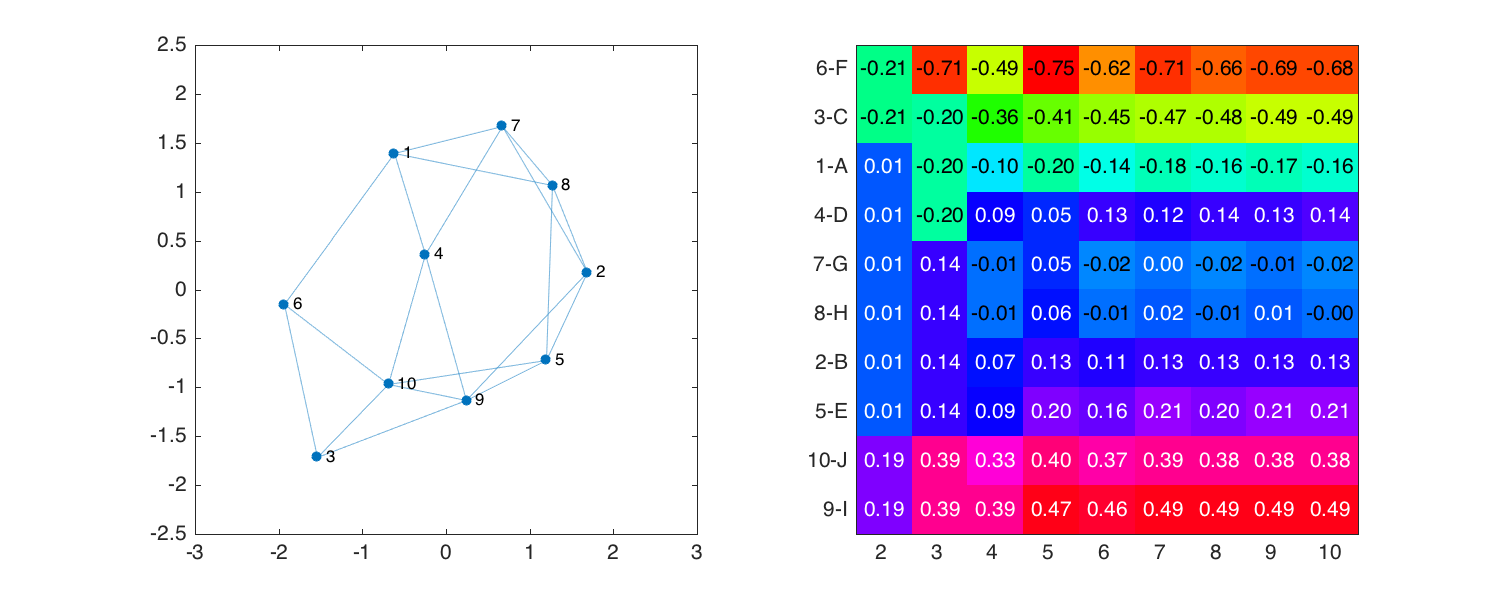 2.5
2
1.5
1
0.5
0
-0.5
-1
-1.5
-2
-2.5
-3 -2 -1 0 1 2 3
7
1
8
4
2
6
5
10
9
3
6-F -0.21 -0.71 -0.49 -0.75 -0.62 -0.71 -0.66 -0.69 -0.68
3-C -0.21 -0.20 -0.36 -0.41 -0.45 -0.47 -0.48 -0.49 -0.49
1-A 0.01 -0.20 -0.10 -0.20 -0.14 -0.18 -0.16 -0.17 -0.16
4-D 0.01 -0.20 0.09 0.05 0.13 0.12 0.14 0.13 0.14
7-G 0.01 0.14 -0.01 0.05 -0.02 0.00 -0.02 -0.01 -0.02
8-H 0.01 0.14 -0.01 0.06 -0.01 0.02 -0.01 0.01 -0.00
2-B 0.01 0.14 0.07 0.13 0.11 0.13 0.13 0.13 0.13
5-E 0.01 0.14 0.09 0.20 0.16 0.21 0.20 0.21 0.21
10-J 0.19 0.39 0.33 0.40 0.37 0.39 0.38 0.38 0.38
9-I 0.19 0.39 0.39 0.47 0.46 0.49 0.49 0.49 0.49
2 3 4 5 6 7 8 9 10